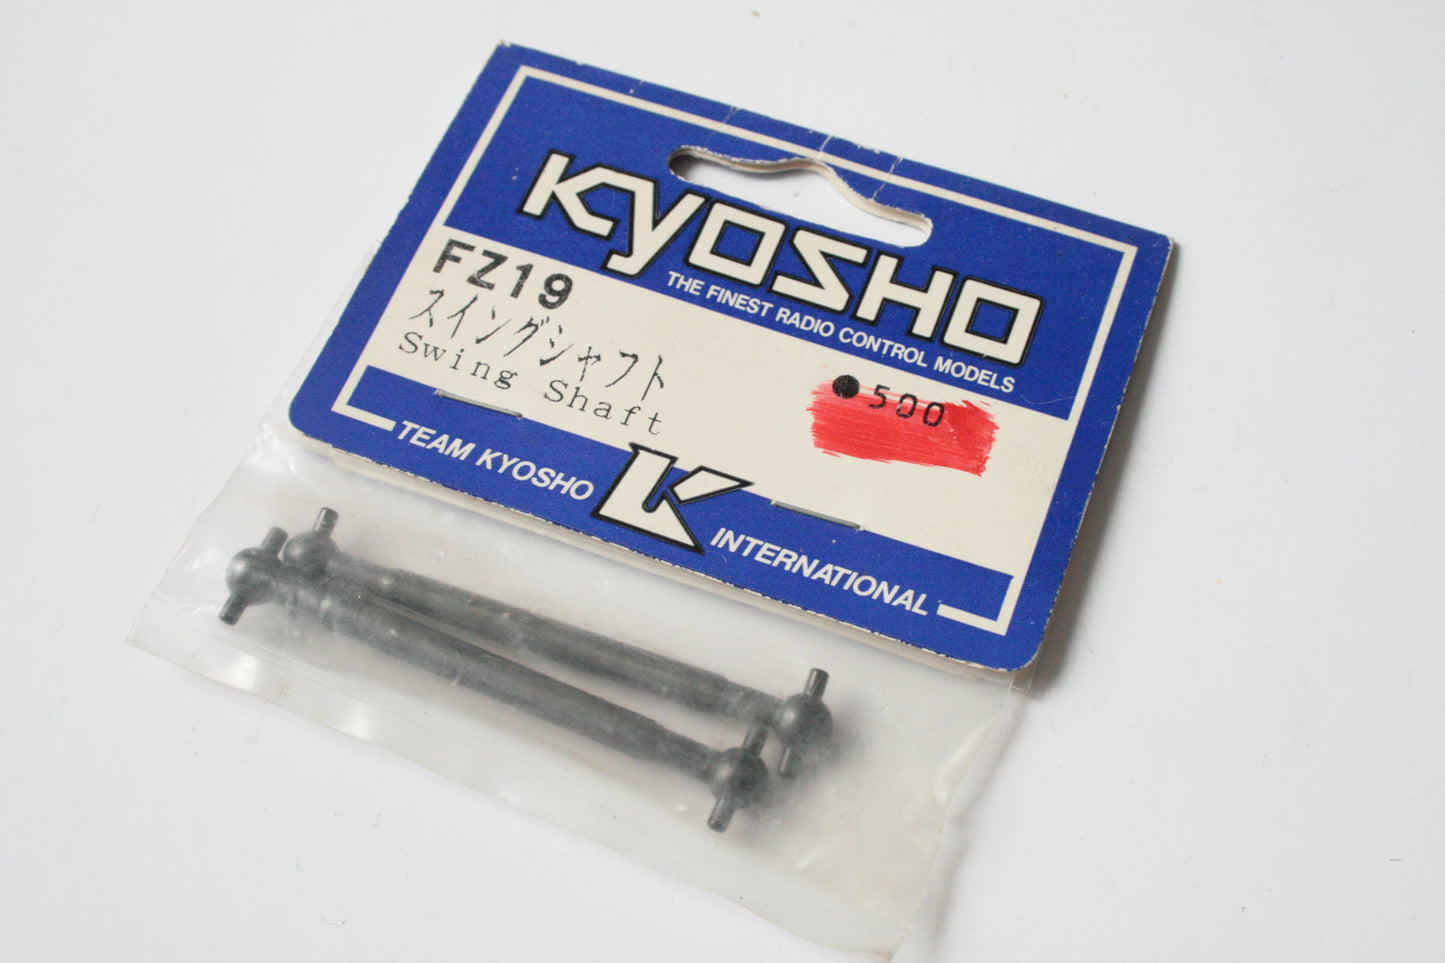 KYOSHO
THE FINEST RADIO CONTROL MODELS
FZ19
スイングシャフト
Swing Shaft
●500
TEAM KYOSHO K INTERNATIONAL